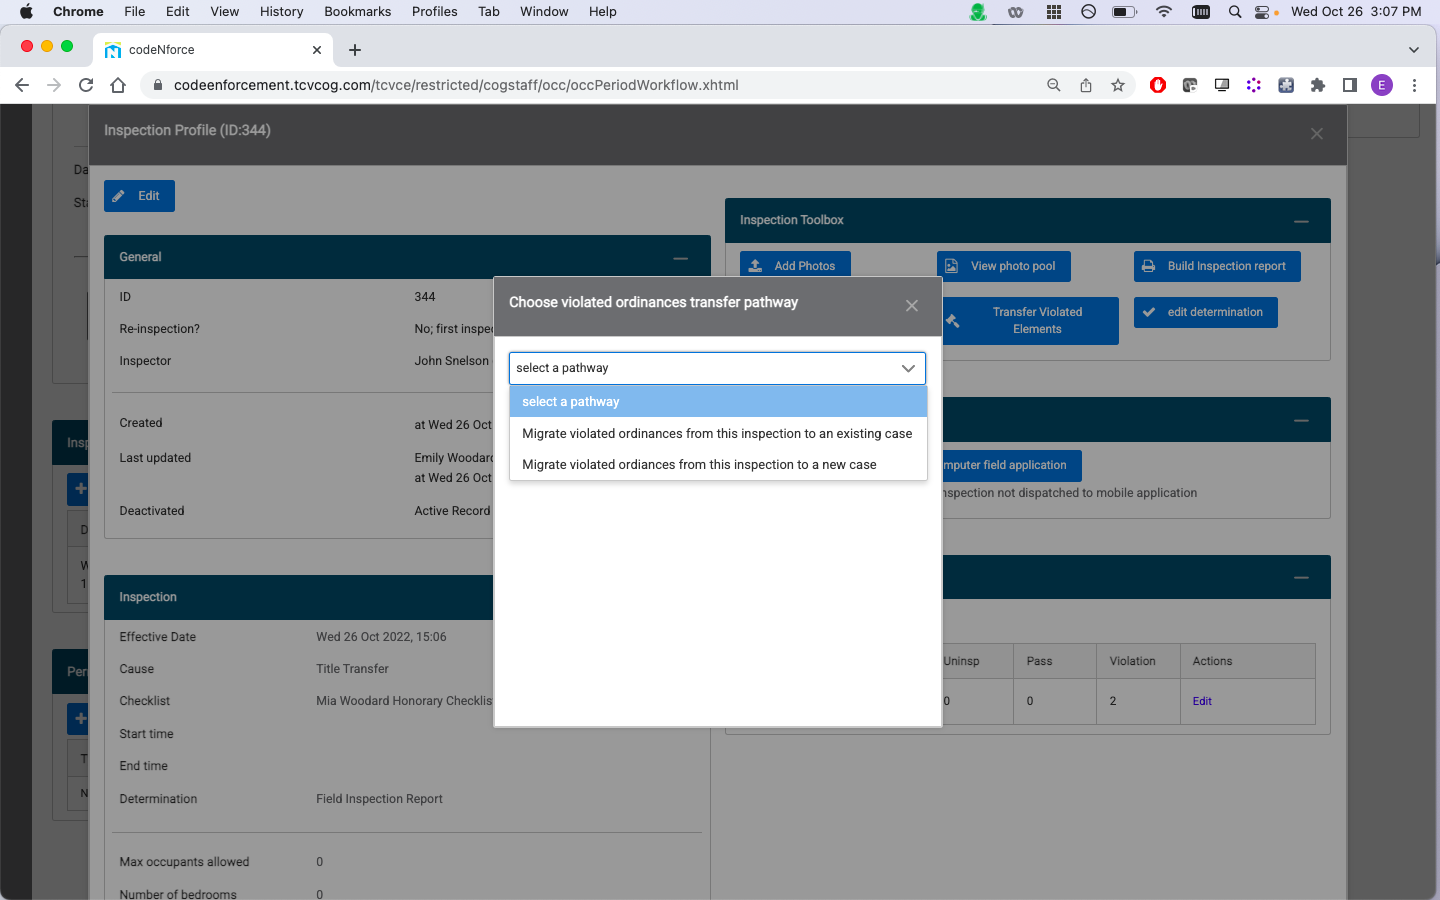 Chrome File Edit View History Bookmarks Profiles Tab Window Help Wed Oct 26 3:07 PM
codeNforce
codeenforcement.tcvcog.com/tcvce/restricted/cogstaff/occ/occPeriodWorkflow.xhtml
E
Inspection Profile (ID:344)
Edit
General
ID 344
Re-inspection? No; first inspec
Inspector John Snelson
Created at Wed 26 Oct
Last updated Emily Woodard
at Wed 26 Oct
Deactivated Active Record
Inspection
Effective Date Wed 26 Oct 2022, 15:06
Cause Title Transfer
Checklist Mia Woodard Honorary Checklis
Start time
End time
Determination Field Inspection Report
Max occupants allowed 0
Number of bedrooms 0
Choose violated ordinances transfer pathway
select a pathway
select a pathway
Migrate violated ordinances from this inspection to an existing case
Migrate violated ordiances from this inspection to a new case
Inspection Toolbox
Add Photos View photo pool Build Inspection report
Transfer Violated
Elements
edit determination
mputer field application
nspection not dispatched to mobile application
Uninsp Pass Violation Actions
0 0 2 Edit
Da
Sta
Insp
D
W
1
Peri
T
N